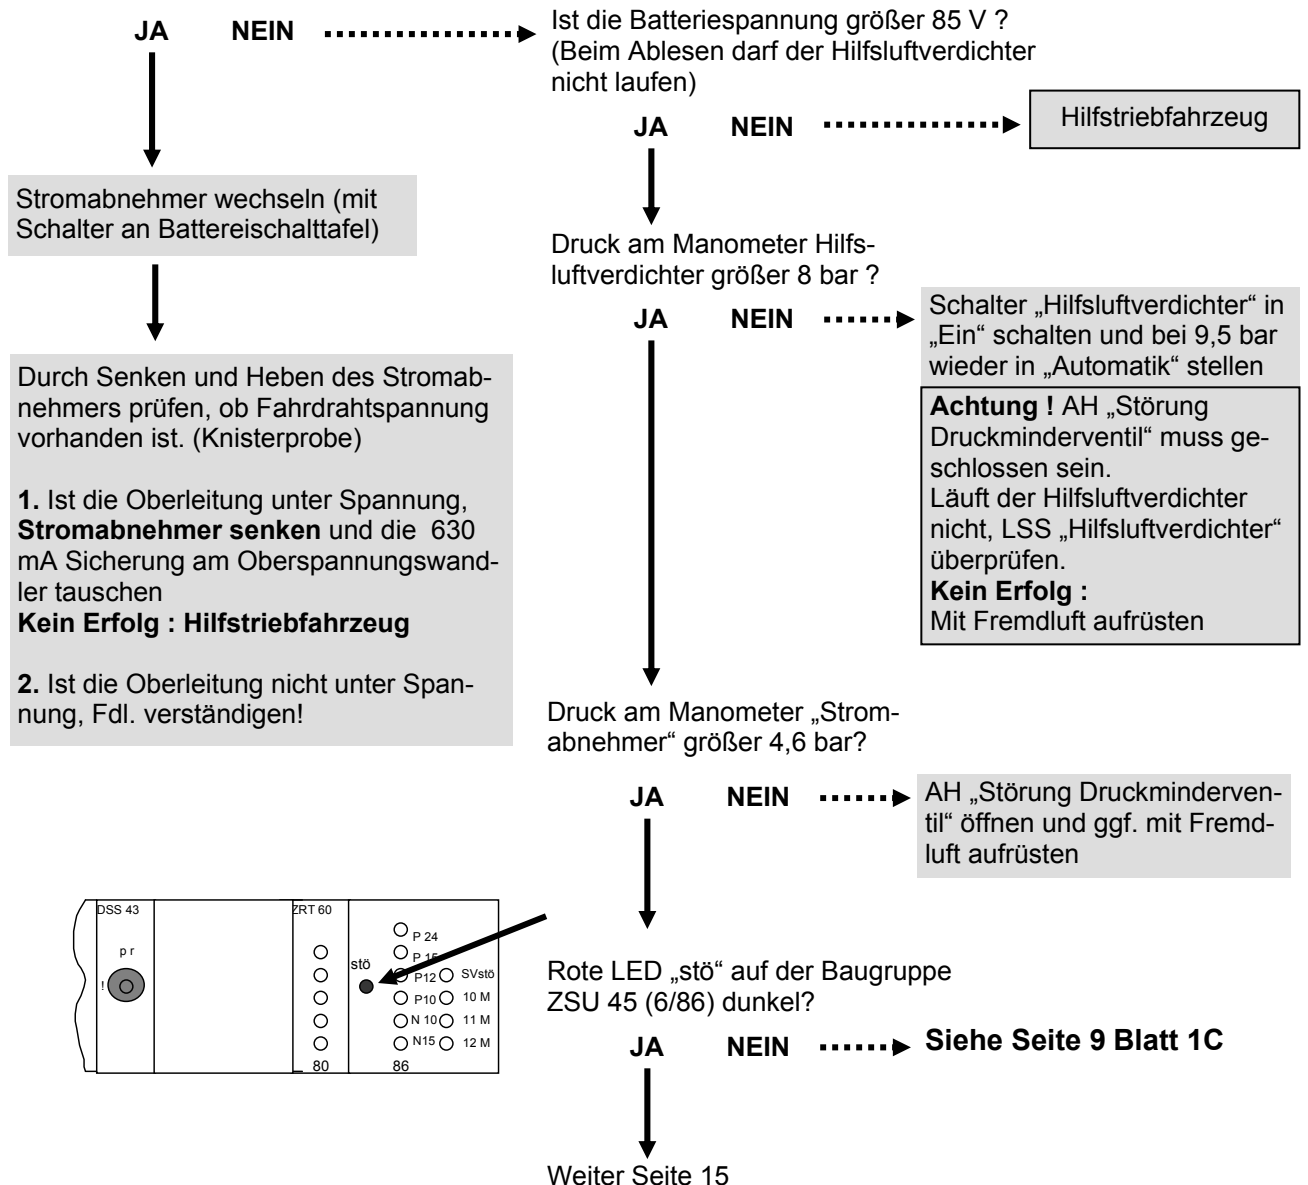 JA NEIN
Ist die Batteriespannung größer 85 V ?
(Beim Ablesen darf der Hilfsluftverdichter
nicht laufen)
JA NEIN
Hilfstriebfahrzeug
Stromabnehmer wechseln (mit
Schalter an Battereischalttafel)
Druck am Manometer Hilfs-
luftverdichter größer 8 bar ?
JA NEIN
Schalter „Hilfsluftverdichter“ in
„Ein“ schalten und bei 9,5 bar
wieder in „Automatik“ stellen
Achtung ! AH „Störung
Druckminderventil“ muss ge-
schlossen sein.
Läuft der Hilfsluftverdichter
nicht, LSS „Hilfsluftverdichter“
überprüfen.
Kein Erfolg :
Mit Fremdluft aufrüsten
Durch Senken und Heben des Stromab-
nehmers prüfen, ob Fahrdrahtspannung
vorhanden ist. (Knisterprobe)
1. Ist die Oberleitung unter Spannung,
Stromabnehmer senken und die 630
mA Sicherung am Oberspannungswand-
ler tauschen
Kein Erfolg : Hilfstriebfahrzeug
2. Ist die Oberleitung nicht unter Span-
nung, Fdl. verständigen!
Druck am Manometer „Strom-
abnehmer“ größer 4,6 bar?
JA NEIN
AH „Störung Druckminderven-
til“ öffnen und ggf. mit Fremd-
luft aufrüsten
DSS 43
p r
!
ZRT 60
80
stö
P 24
P 15
P12 SVstö
P10 10 M
N 10 11 M
N15 12 M
86
Rote LED „stö“ auf der Baugruppe
ZSU 45 (6/86) dunkel?
JA NEIN
Siehe Seite 9 Blatt 1C
Weiter Seite 15